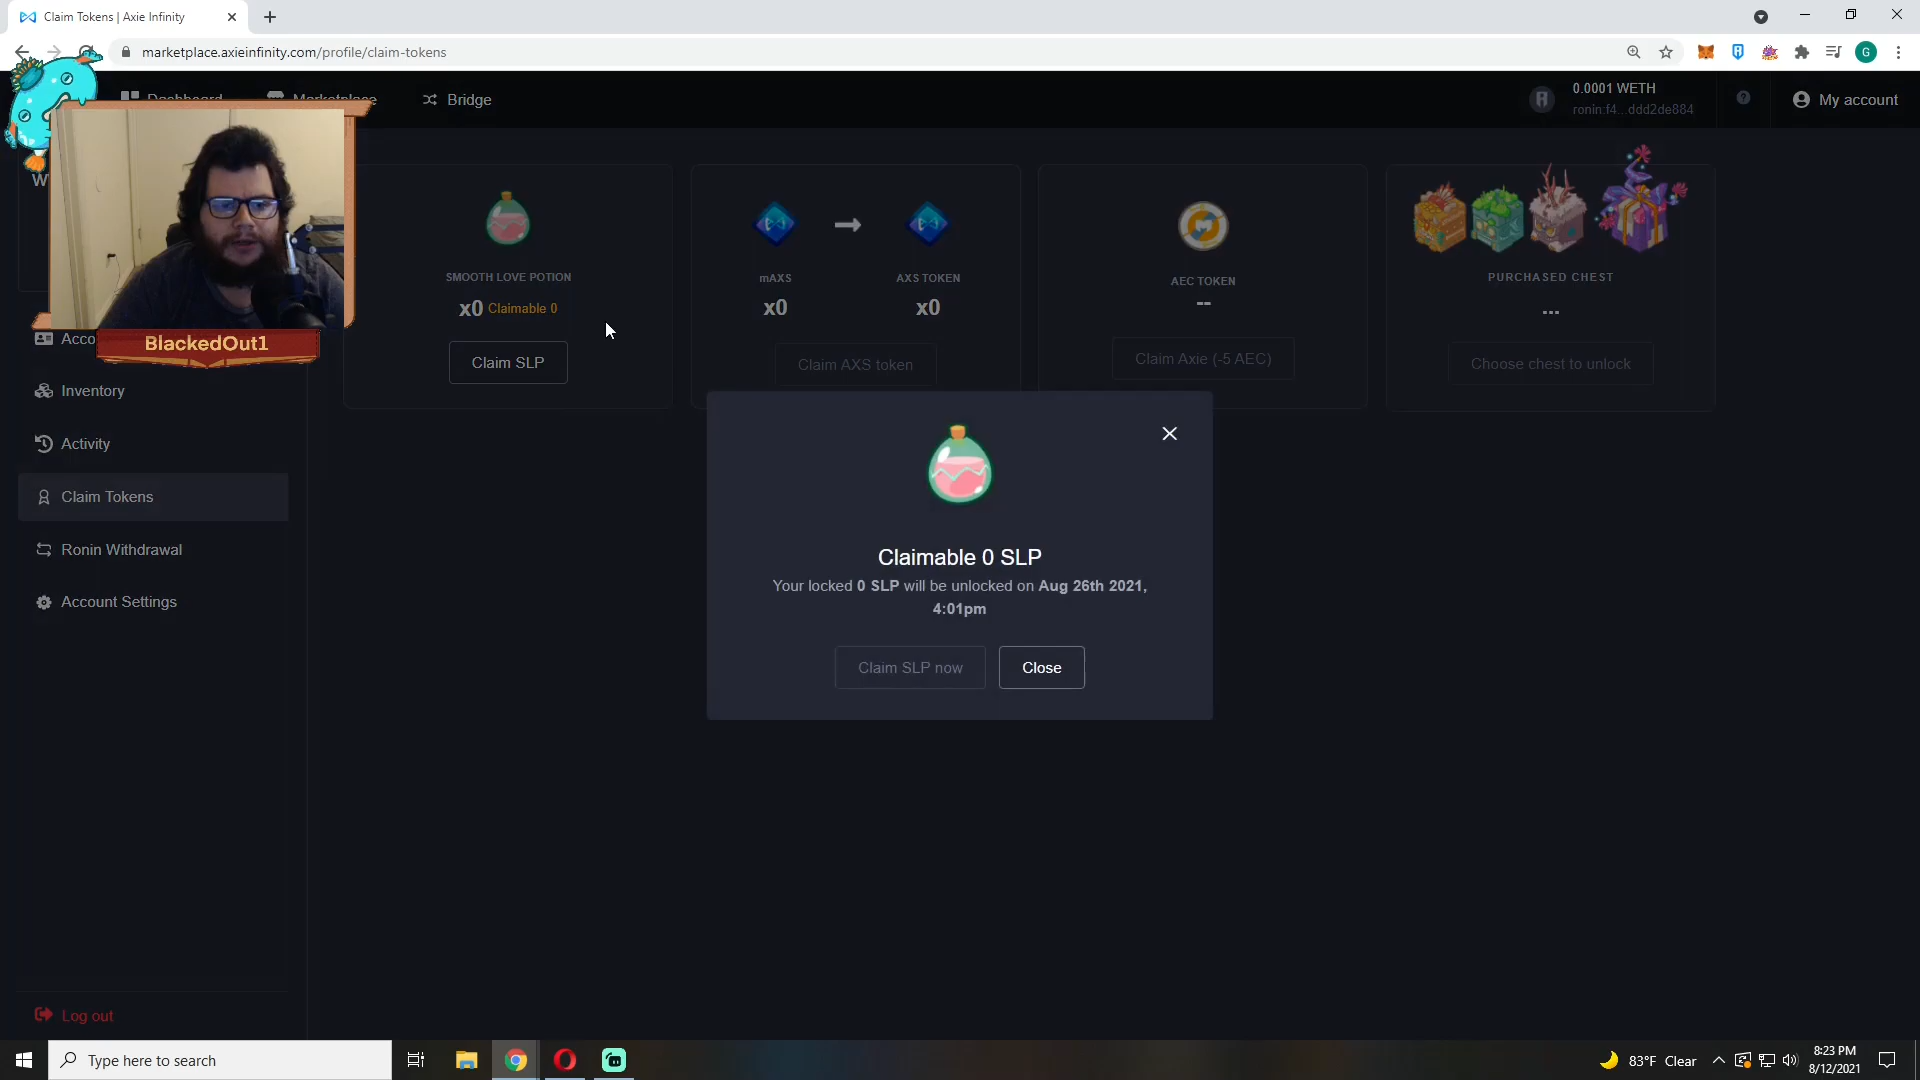 Claim Tokens | Axie Infinity
marketplace.axieinfinity.com/profile/claim-tokens
G
Dashboard
Marketplace
Bridge
0.0001 WETH
ronin:f4...ddd2de884
My account
W
BlackedOut1
SMOOTH LOVE POTION
x0 Claimable 0
Claim SLP
mAXS
x0
AXS TOKEN
x0
Claim AXS token
AEC TOKEN
--
Claim Axie (-5 AEC)
PURCHASED CHEST
---
Choose chest to unlock
Acco
Inventory
Activity
Claim Tokens
Ronin Withdrawal
Account Settings
Log out
Claimable 0 SLP
Your locked 0 SLP will be unlocked on Aug 26th 2021,
4:01pm
Claim SLP now
Close
Type here to search
83°F Clear
8:23 PM
8/12/2021